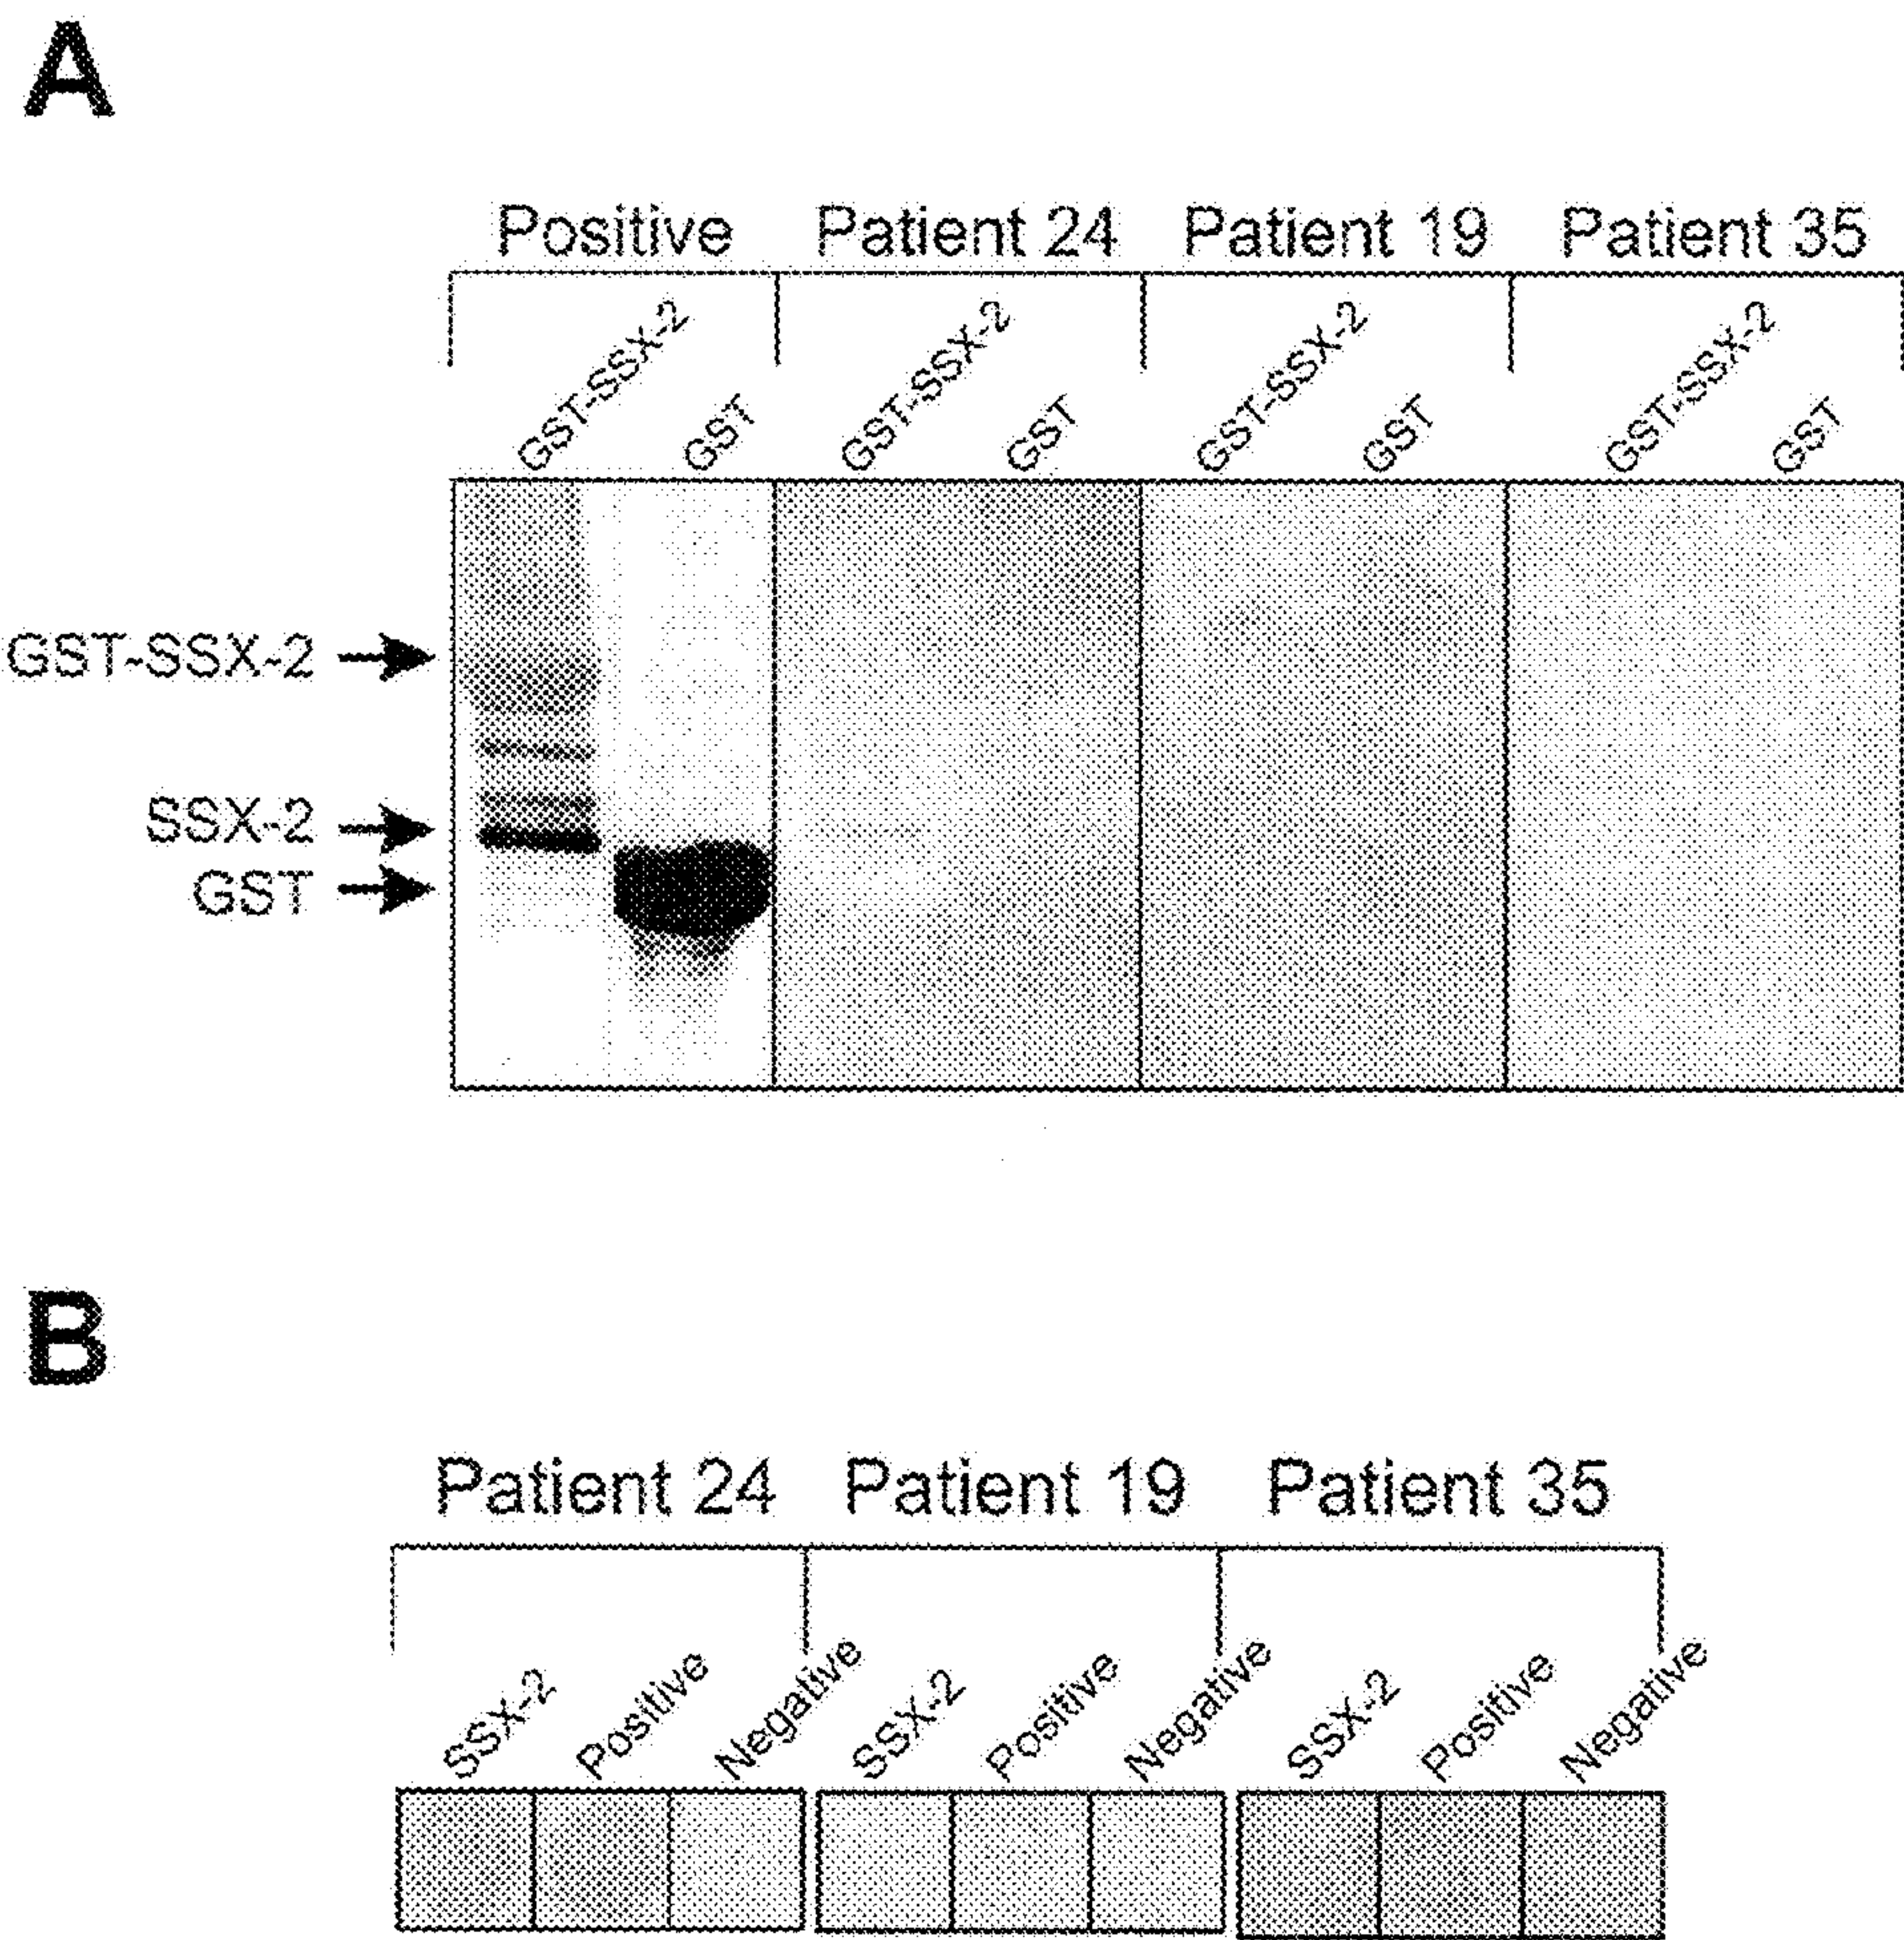 A
Positive Patient 24 Patient 19 Patient 35
GST-SSX-2 GST GST-SSX-2 GST GST-SSX-2 GST GST-SSX-2 GST
GST-SSX-2
SSX-2
GST
B
Patient 24 Patient 19 Patient 35
SSX-2 Positive Negative SSX-2 Positive Negative SSX-2 Positive Negative